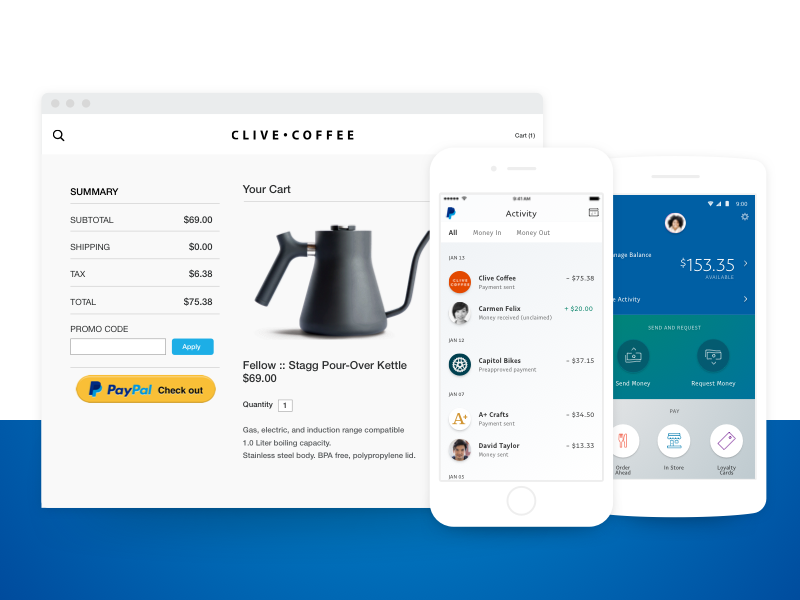 CLIVE•COFFEE
Cart (1)
SUMMARY
SUBTOTAL $69.00
SHIPPING $0.00
TAX $6.38
TOTAL $75.38
PROMO CODE
Apply
PayPal Check out
Your Cart
Fellow :: Stagg Pour-Over Kettle
$69.00
Quantity 1
Gas, electric, and induction range compatible
1.0 Liter boiling capacity.
Stainless steel body. BPA free, polypropylene lid.
9:41 AM
Activity
All Money In Money Out
JAN 13
CLIVE
COFFEE
Clive Coffee - $75.38
Payment sent
Carmen Felix + $20.00
Money received (unclaimed)
JAN 12
Capitol Bikes - $37.15
Preapproved payment
JAN 07
A+
A+ Crafts - $34.50
Payment sent
David Taylor - $13.33
Money sent
JAN 05
9:00
nage Balance
$153.35
AVAILABLE
e Activity
SEND AND REQUEST
Send Money Request Money
PAY
Order
Ahead
In Store
Loyalty
Cards